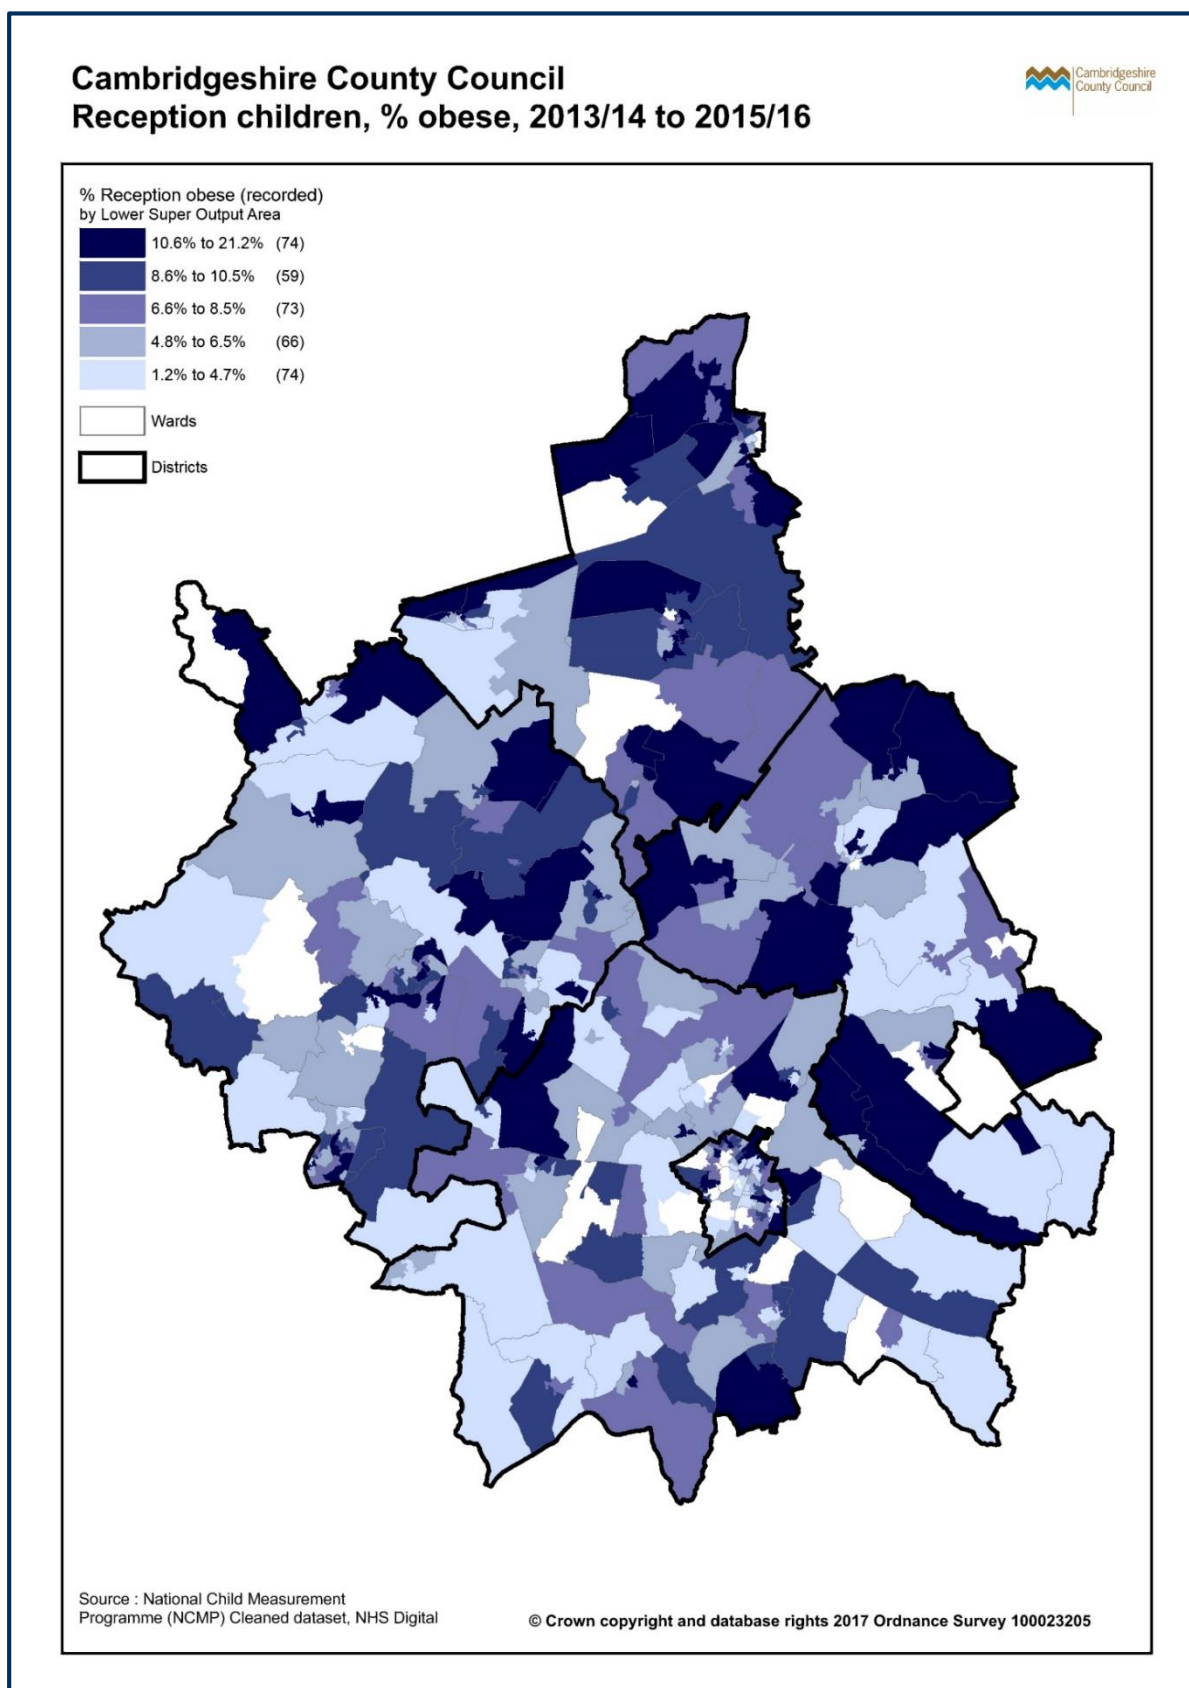 Cambridgeshire County Council
Reception children, % obese, 2013/14 to 2015/16
Cambridgeshire
County Council
% Reception obese (recorded)
by Lower Super Output Area
10.6% to 21.2% (74)
8.6% to 10.5% (59)
6.6% to 8.5% (73)
4.8% to 6.5% (66)
1.2% to 4.7% (74)
Wards
Districts
Source : National Child Measurement
Programme (NCMP) Cleaned dataset, NHS Digital
© Crown copyright and database rights 2017 Ordnance Survey 100023205